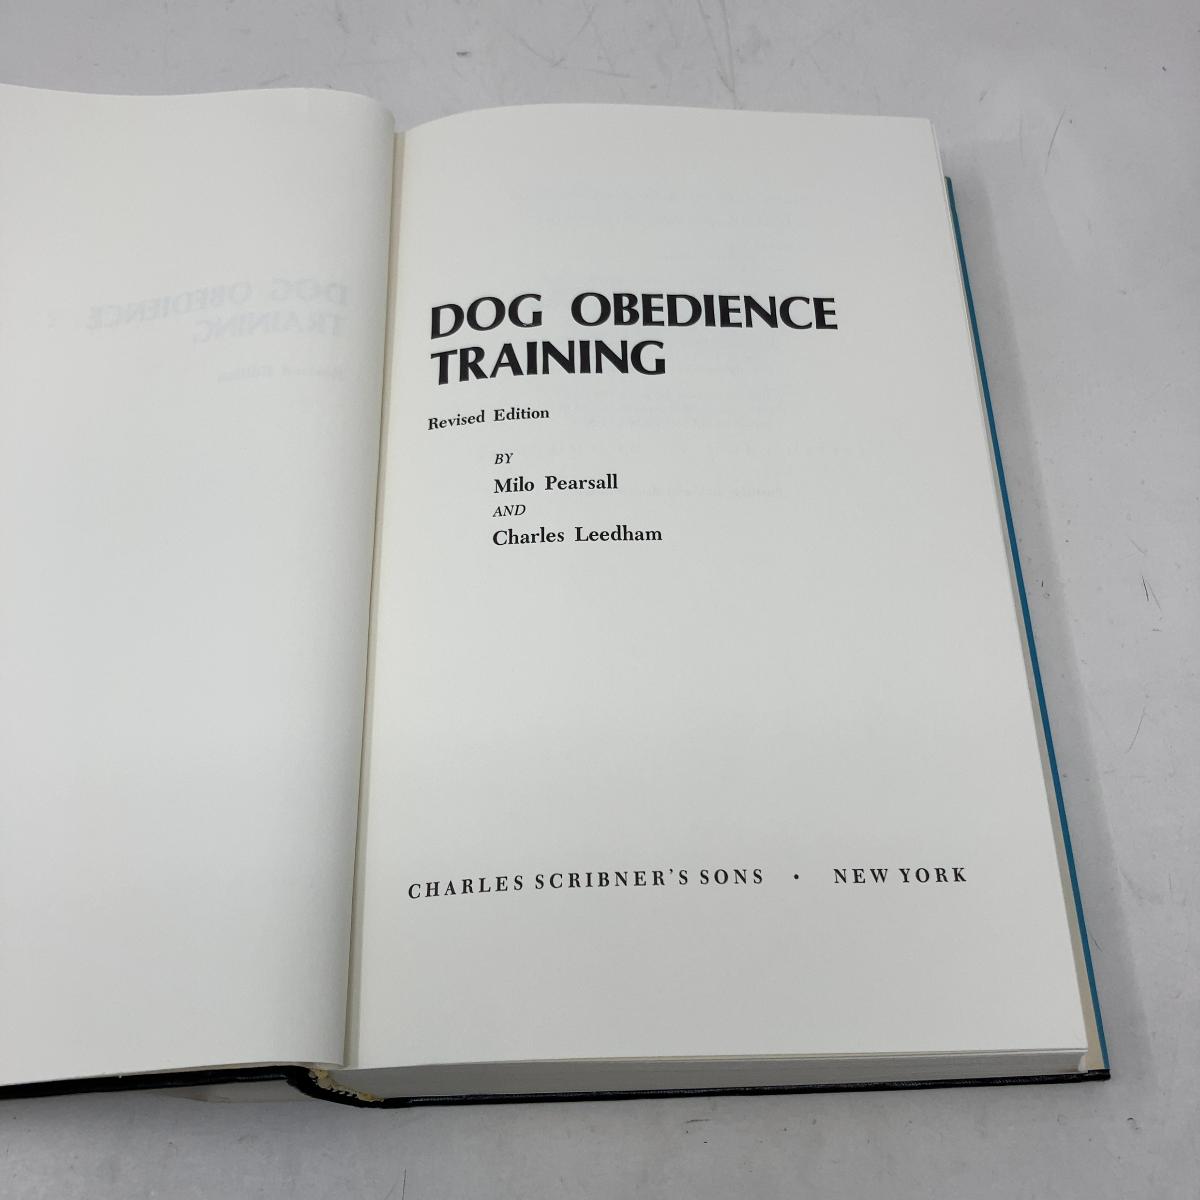 DOG OBEDIENCE
TRAINING
Revised Edition
BY
Milo Pearsall
AND
Charles Leedham
CHARLES SCRIBNER'S SONS · NEW YORK